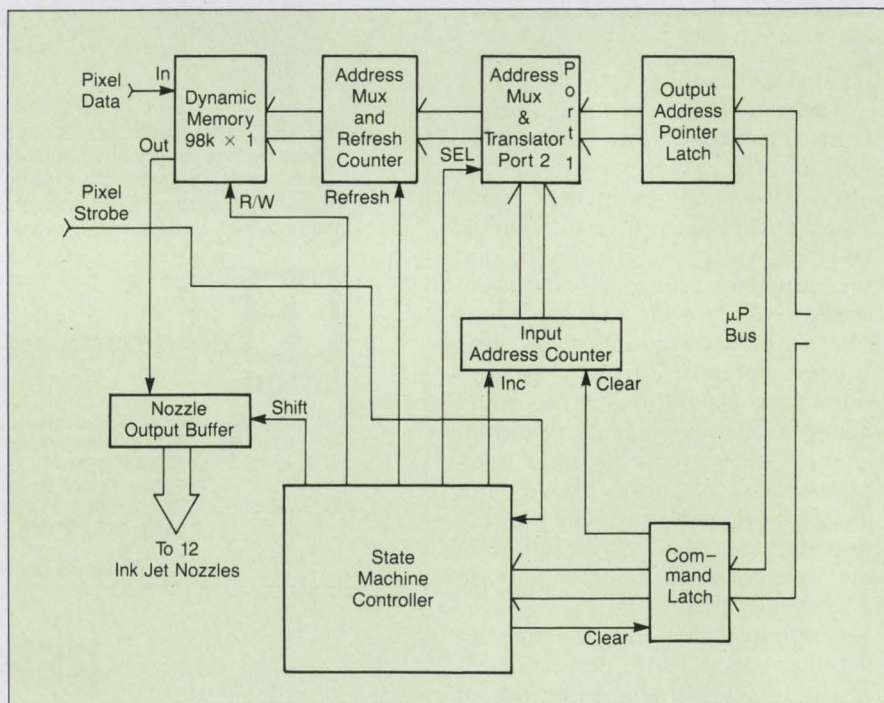 Pixel
Data
In
Dynamic
Memory
98k × 1
Out
Address
Mux
and
Refresh
Counter
Address
Mux
&
Translator
Port 2
Port 1
Output
Address
Pointer
Latch
SEL
Pixel
Strobe
R/W
Refresh
μP
Bus
Input
Address Counter
Inc
Clear
Nozzle
Output Buffer
Shift
To 12
Ink Jet Nozzles
State
Machine
Controller
Com–
mand
Latch
Clear